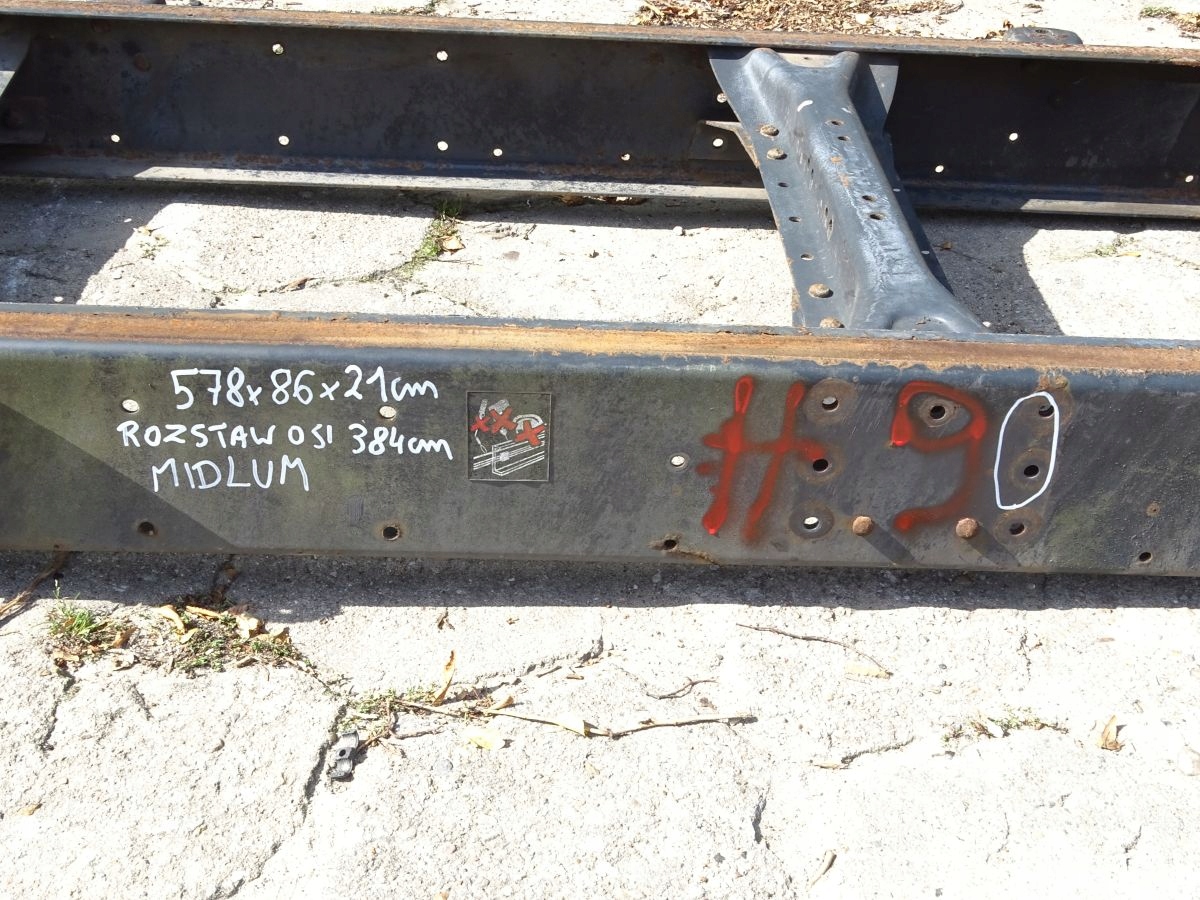 578x86x21cm
ROZSTAW OSI 384cm
MIDLUM
#9